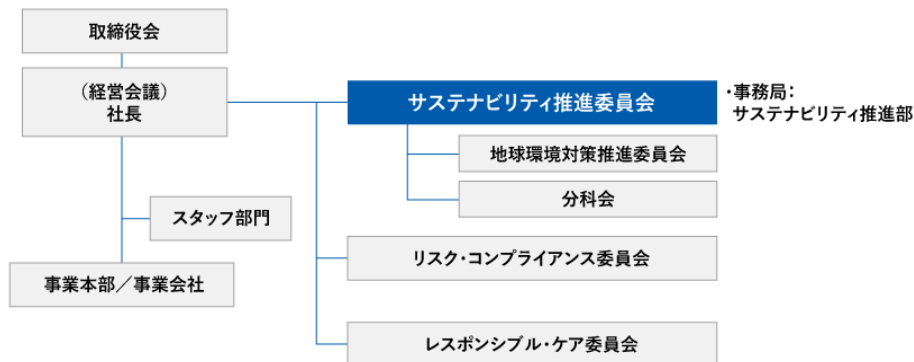 取締役会
（経営会議）
社長
サステナビリティ推進委員会
・事務局：
サステナビリティ推進部
地球環境対策推進委員会
分科会
スタッフ部門
リスク・コンプライアンス委員会
事業本部／事業会社
レスポンシブル・ケア委員会